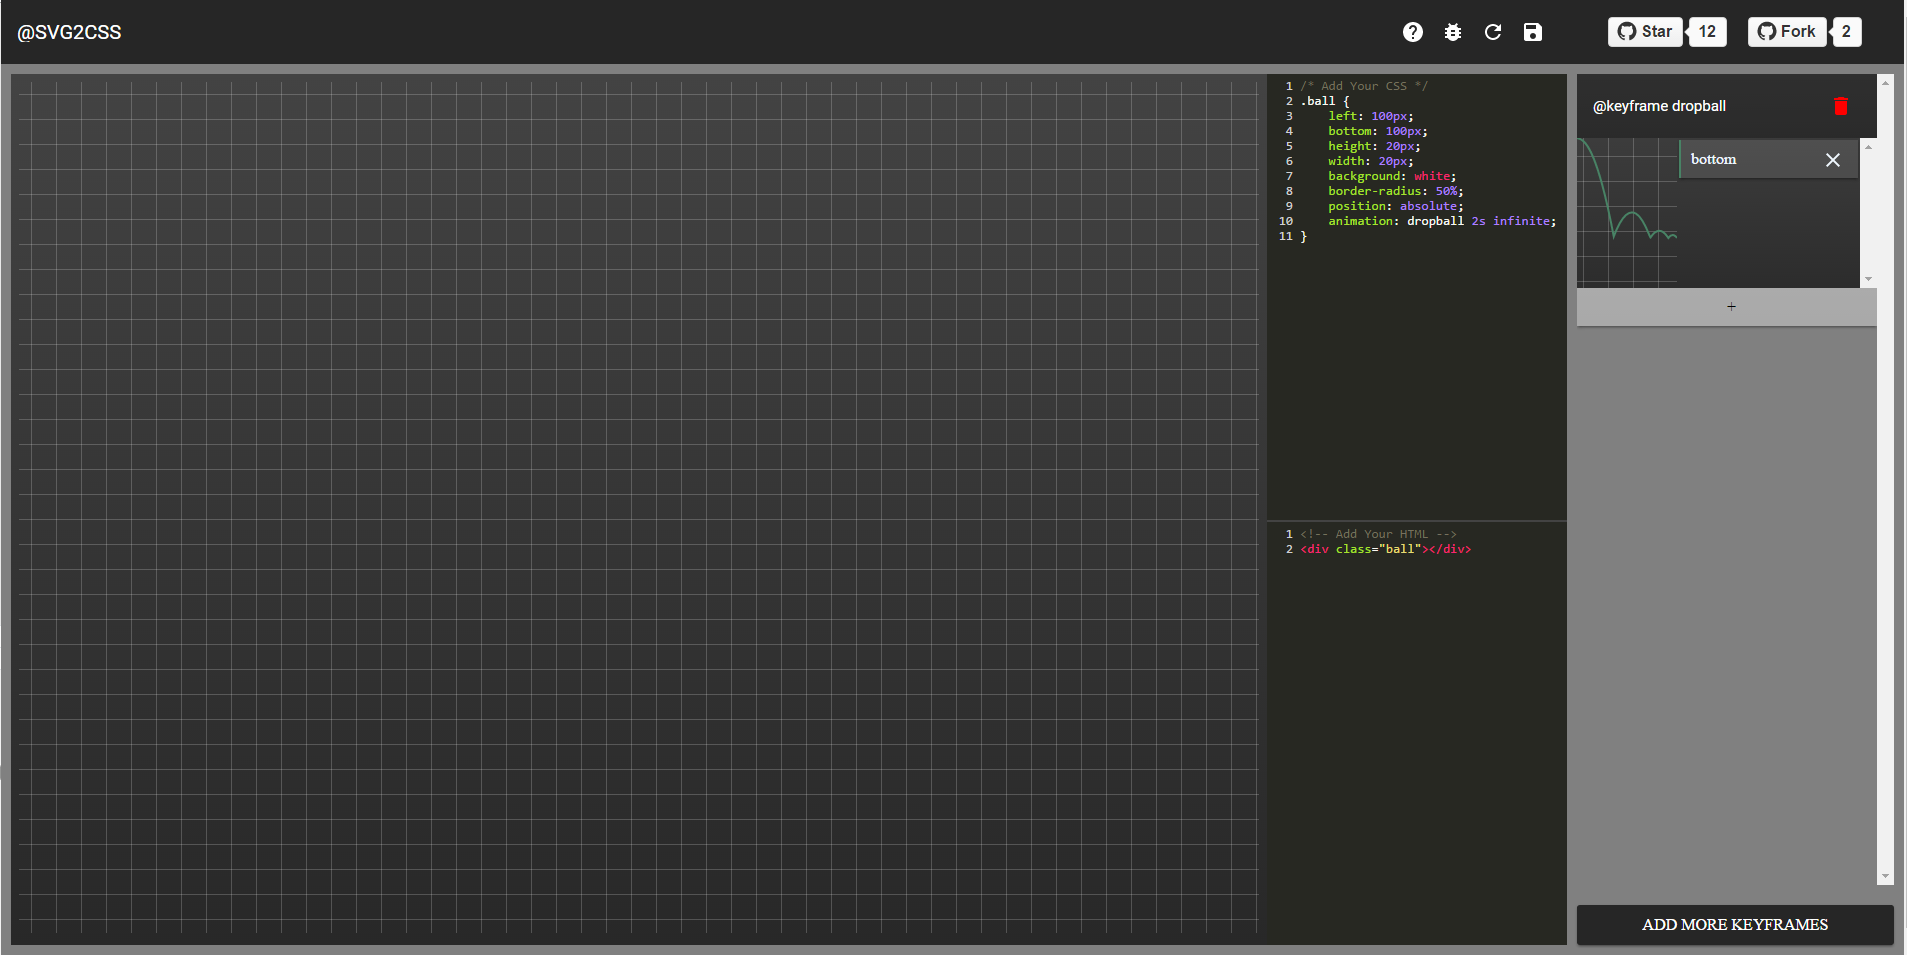 @SVG2CSS
Star 12 Fork 2
1 /* Add Your CSS */
2 .ball {
3 left: 100px;
4 bottom: 100px;
5 height: 20px;
6 width: 20px;
7 background: white;
8 border-radius: 50%;
9 position: absolute;
10 animation: dropball 2s infinite;
11 }
1 <!-- Add Your HTML -->
2 <div class="ball"></div>
@keyframe dropball
bottom
+
ADD MORE KEYFRAMES